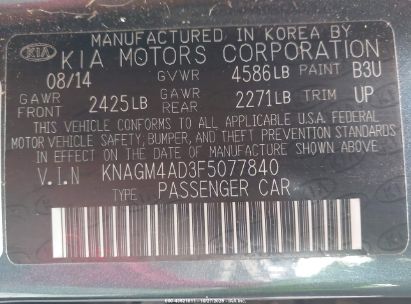 MANUFACTURED IN KOREA BY
KIA KIA MOTORS CORPORATION
08/14 GVWR 4586LB PAINT B3U
GAWR FRONT 2425LB GAWR REAR 2271LB TRIM UP
THIS VEHICLE CONFORMS TO ALL APPLICABLE U.S.A FEDERAL
MOTOR VEHICLE SAFETY, BUMPER, AND THEFT PREVENTION STANDARDS
IN EFFECT ON THE DATE OF MANUFACTURE SHOWN ABOVE.
V.I.N KNAGM4AD3F5077840
TYPE PASSENGER CAR